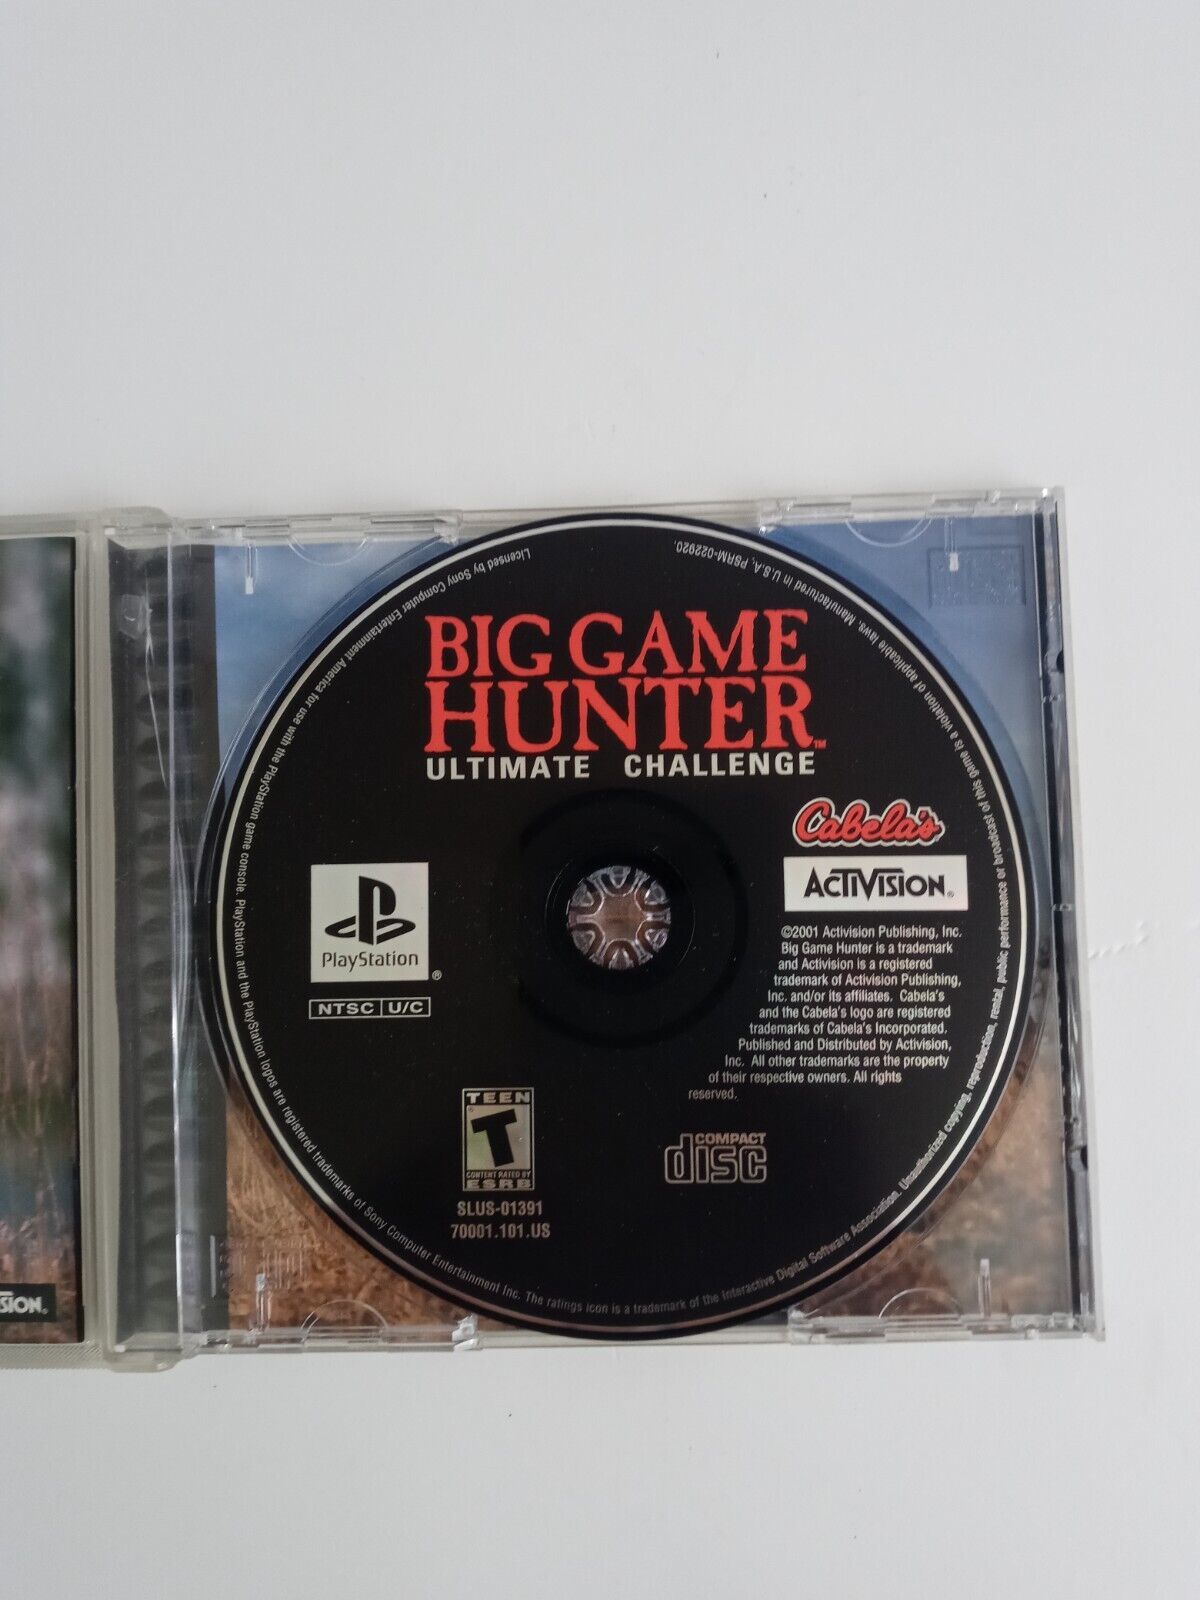 BIG GAME
HUNTER™
ULTIMATE CHALLENGE
Cabela's
ACTIVISION®
PlayStation®
NTSC U/C
©2001 Activision Publishing, Inc.
Big Game Hunter is a trademark
and Activision is a registered
trademark of Activision Publishing,
Inc. and/or its affiliates. Cabela's
and the Cabela's logo are registered
trademarks of Cabela's Incorporated.
Published and Distributed by Activision,
Inc. All other trademarks are the property
of their respective owners. All rights
reserved.
TEEN
T
CONTENT RATED BY
ESRB
SLUS-01391
70001.101.US
COMPACT
disc
Licensed by Sony Computer Entertainment America for use with the PlayStation game console. PlayStation and the PlayStation logos are registered trademarks of Sony Computer Entertainment Inc. The ratings icon is a trademark of the Interactive Digital Software Association. Unauthorized copying, reproduction, rental, public performance or broadcast of this game is a violation of applicable laws. Manufactured in U.S.A. PSRM-022920.
SION®